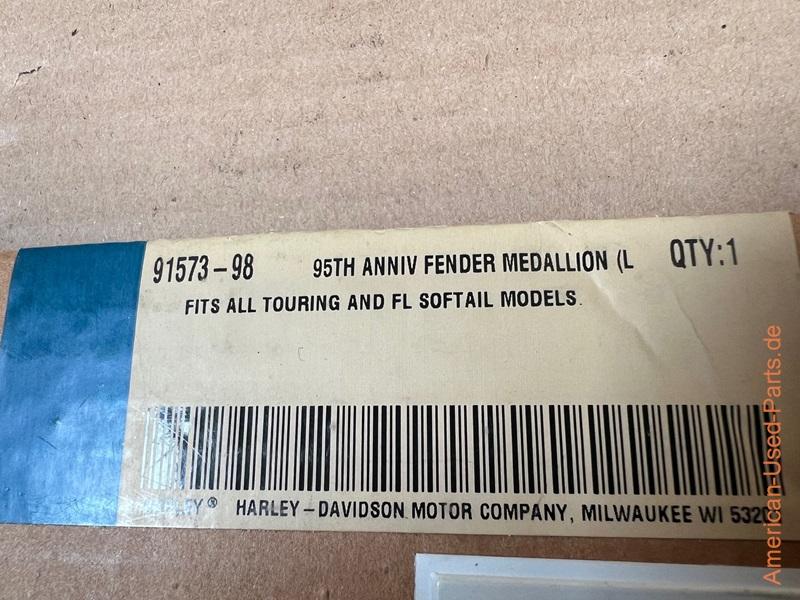 91573-98 95TH ANNIV FENDER MEDALLION (L QTY:1
FITS ALL TOURING AND FL SOFTAIL MODELS.
® HARLEY-DAVIDSON MOTOR COMPANY, MILWAUKEE WI 5320
American-Used-Parts.de